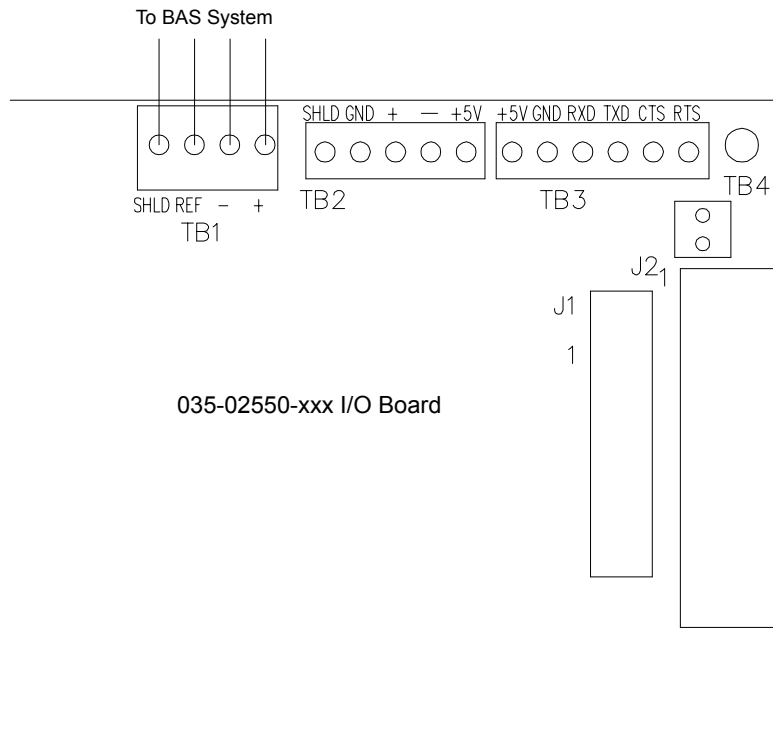 To BAS System
SHLD GND + — +5V
+5V GND RXD TXD CTS RTS
SHLD REF - +
TB1
TB2
TB3
TB4
J2
1
J1
1
035-02550-xxx I/O Board